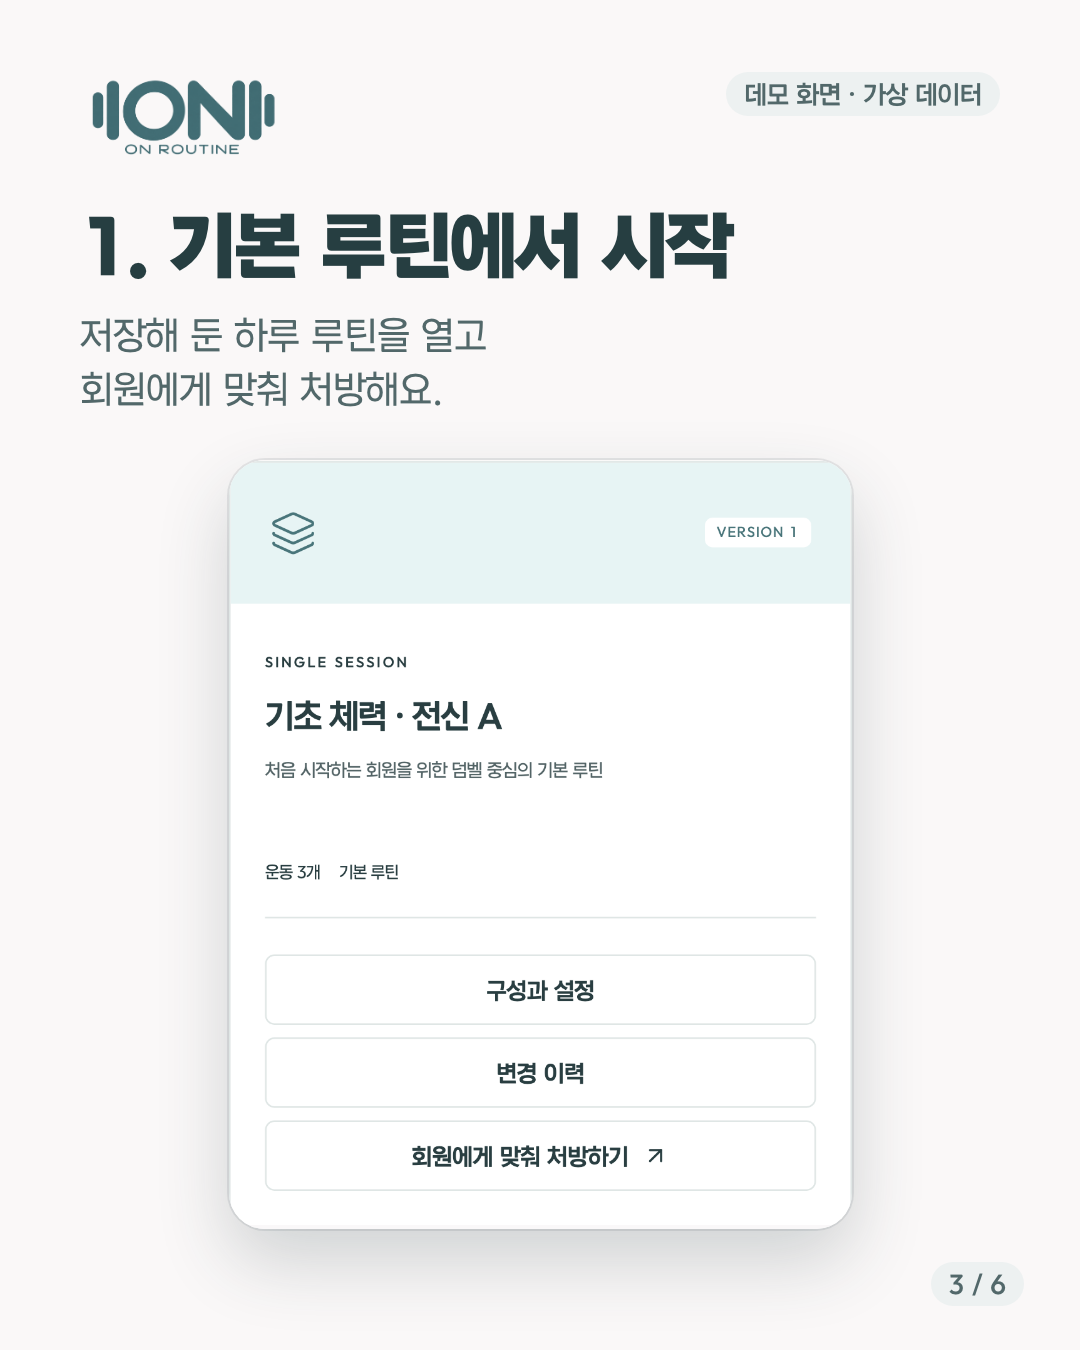 ION
ON ROUTINE
데모 화면 · 가상 데이터
1. 기본 루틴에서 시작
저장해 둔 하루 루틴을 열고
회원에게 맞춰 처방해요.
VERSION 1
SINGLE SESSION
기초 체력 · 전신 A
처음 시작하는 회원을 위한 덤벨 중심의 기본 루틴
운동 3개 기본 루틴
구성과 설정
변경 이력
회원에게 맞춰 처방하기
3 / 6